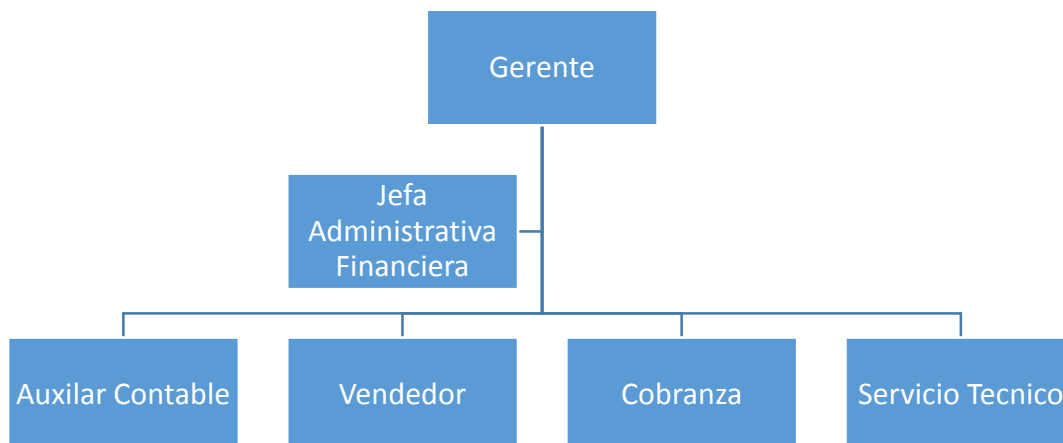 Gerente
Jefa
Administrativa
Financiera
Auxilar Contable
Vendedor
Cobranza
Servicio Tecnico